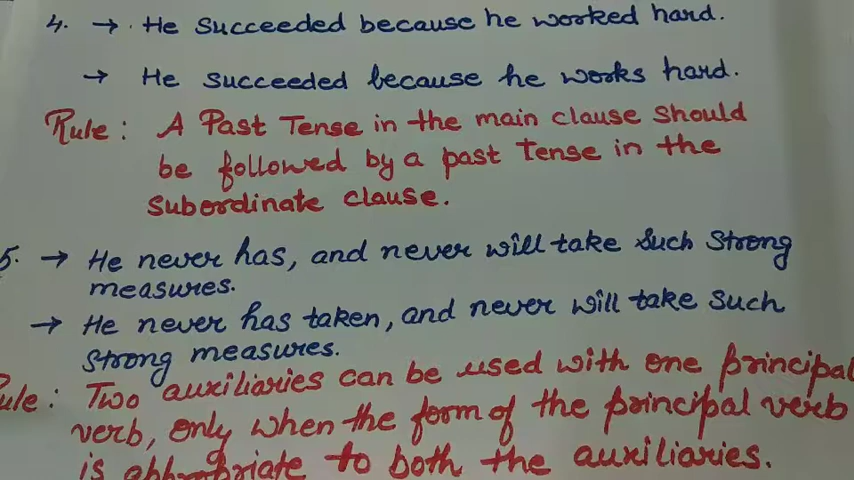 4. → He succeeded because he worked hard.
→ He succeeded because he works hard.
Rule: A Past Tense in the main clause should
be followed by a past Tense in the
Subordinate clause.
5. → He never has, and never will take such strong
measures.
→ He never has taken, and never will take such
strong measures.
Rule: Two auxiliaries can be used with one principal
verb, only when the form of the principal verb
is appropriate to both the auxiliaries.